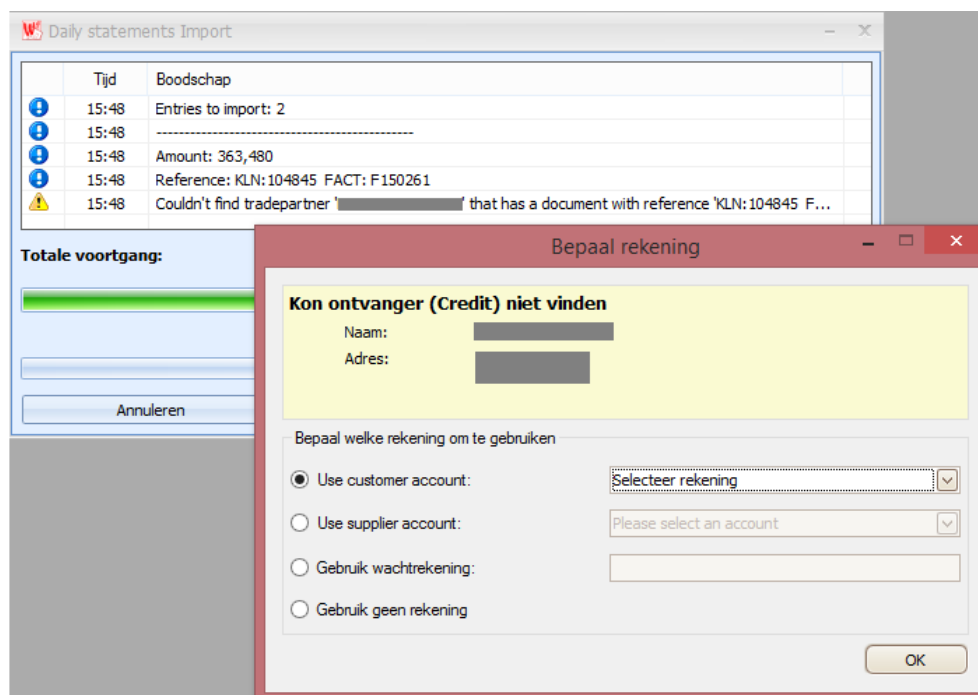 Daily statements Import
Tijd Boodschap
15:48 Entries to import: 2
15:48 ----------------------------------------------
15:48 Amount: 363,480
15:48 Reference: KLN:104845 FACT: F150261
15:48 Couldn't find tradepartner ' ' that has a document with reference 'KLN:104845 F...
Totale voortgang:
Annuleren
Bepaal rekening
Kon ontvanger (Credit) niet vinden
Naam:
Adres:
Bepaal welke rekening om te gebruiken
Use customer account: Selecteer rekening
Use supplier account: Please select an account
Gebruik wachtrekening:
Gebruik geen rekening
OK